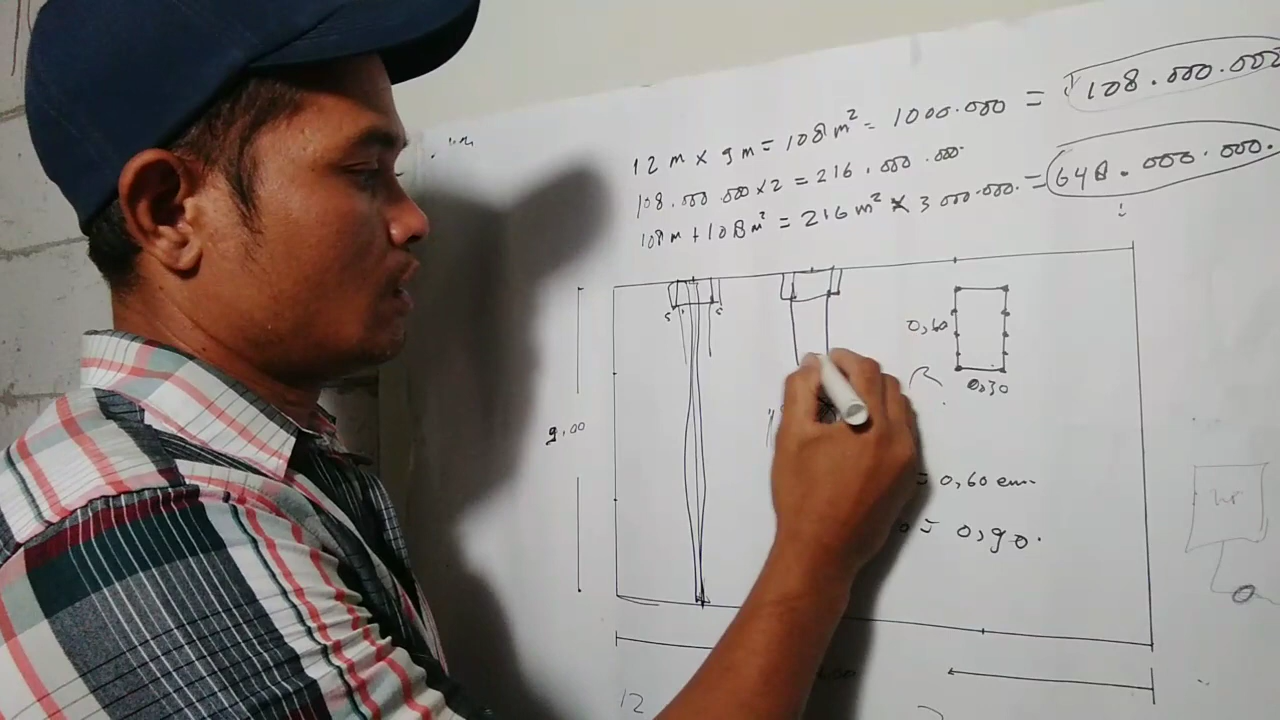 12 m x 9 m = 108 m² = 1000.000 = 108.000.000
108.000.000 x 2 = 216.000.000
108 m + 108 m² = 216 m² x 3 000.000. = 648.000.000.
s s
0,60
0,30
9.00
= 0,60 cm.
0 = 0,90.
12